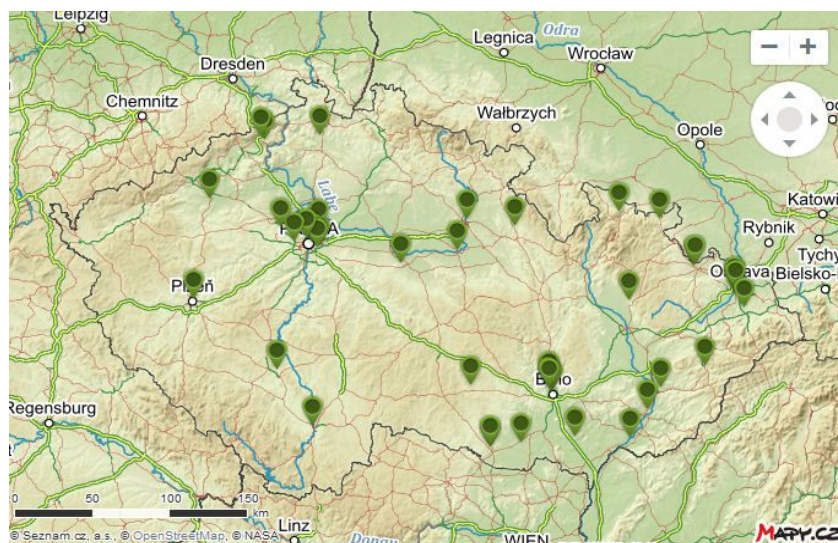 Leipzig
Odra
Legnica
Wrocław
Dresden
Chemnitz
Wałbrzych
Opole
Labe
Katowi
Rybnik
Tychy
Bielsko-
Plzeň
Brno
Regensburg
0 50 100 150
km
Linz
Donau
WIEN
© Seznam.cz, a.s., © OpenStreetMap, © NASA
MAPY.CZ